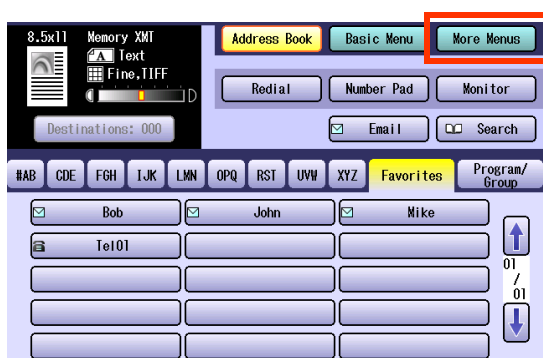 8.5x11 Memory XMT
A Text
Fine,TIFF
D
Destinations: 000
Address Book Basic Menu More Menus
Redial Number Pad Monitor
Email Search
#AB CDE FGH IJK LMN OPQ RST UVW XYZ Favorites Program/
Group
Bob John Mike
Tel01
01
/
01